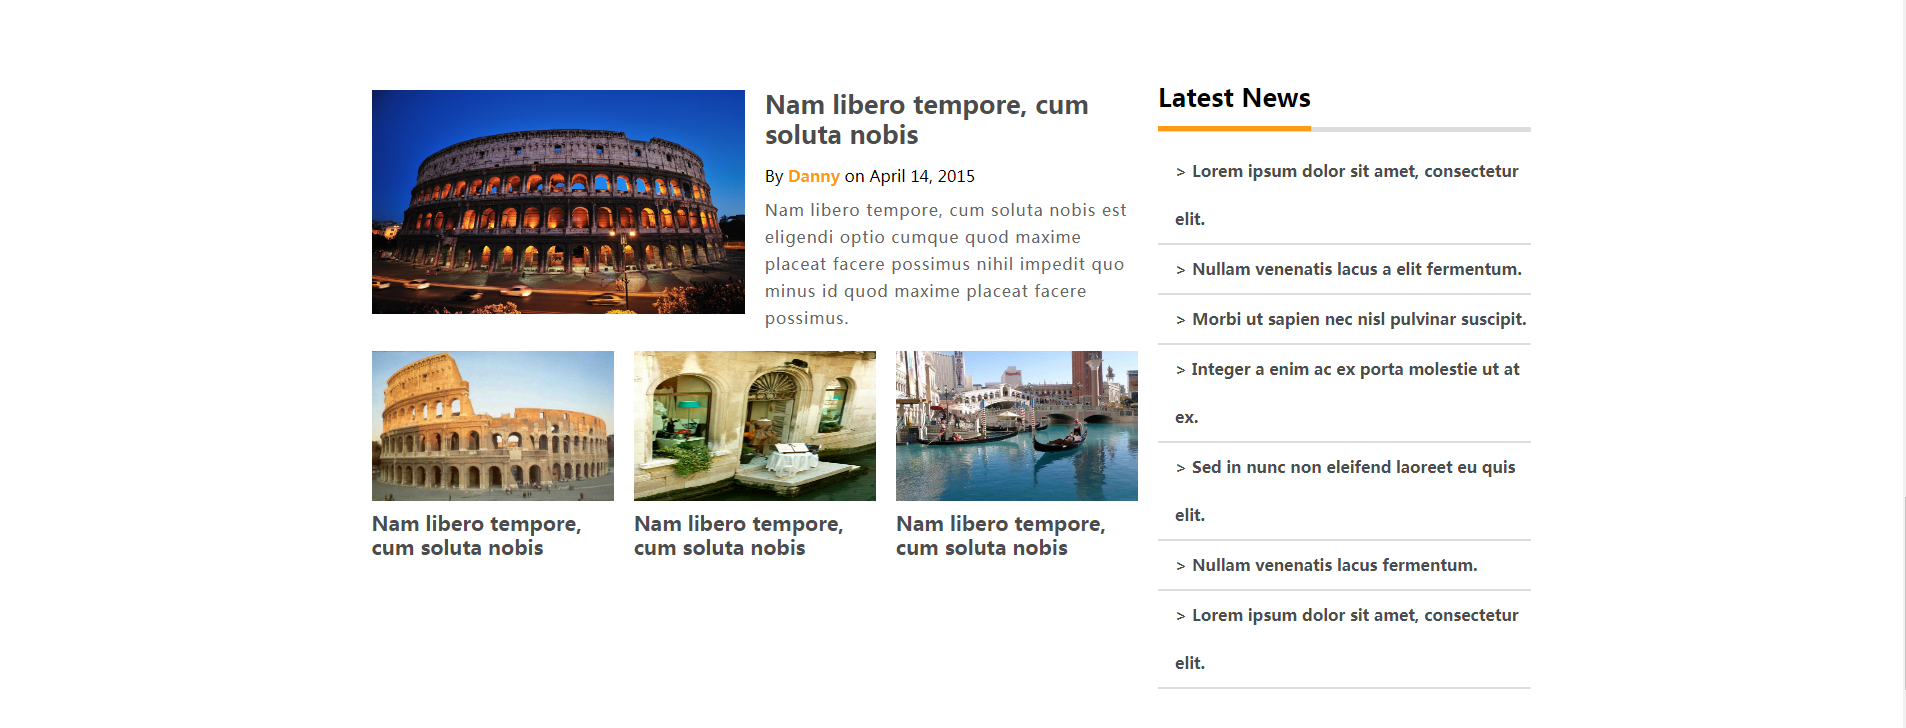 Nam libero tempore, cum
soluta nobis
By Danny on April 14, 2015
Nam libero tempore, cum soluta nobis est
eligendi optio cumque quod maxime
placeat facere possimus nihil impedit quo
minus id quod maxime placeat facere
possimus.
Nam libero tempore,
cum soluta nobis
Nam libero tempore,
cum soluta nobis
Nam libero tempore,
cum soluta nobis
Latest News
> Lorem ipsum dolor sit amet, consectetur
elit.
> Nullam venenatis lacus a elit fermentum.
> Morbi ut sapien nec nisl pulvinar suscipit.
> Integer a enim ac ex porta molestie ut at
ex.
> Sed in nunc non eleifend laoreet eu quis
elit.
> Nullam venenatis lacus fermentum.
> Lorem ipsum dolor sit amet, consectetur
elit.